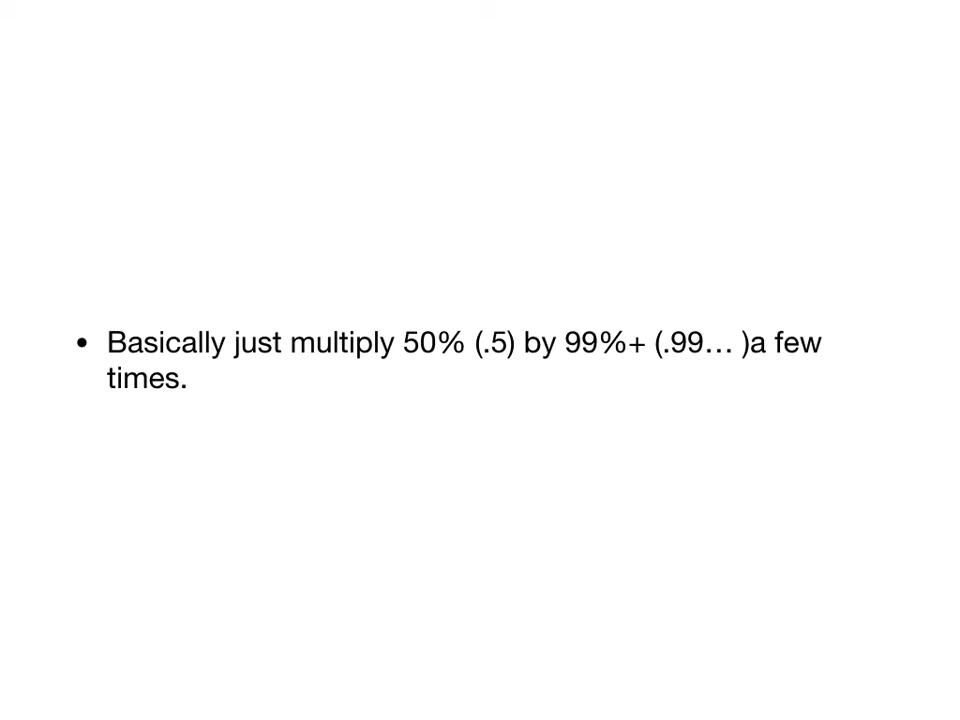 • Basically just multiply 50% (.5) by 99%+ (.99… )a few
times.